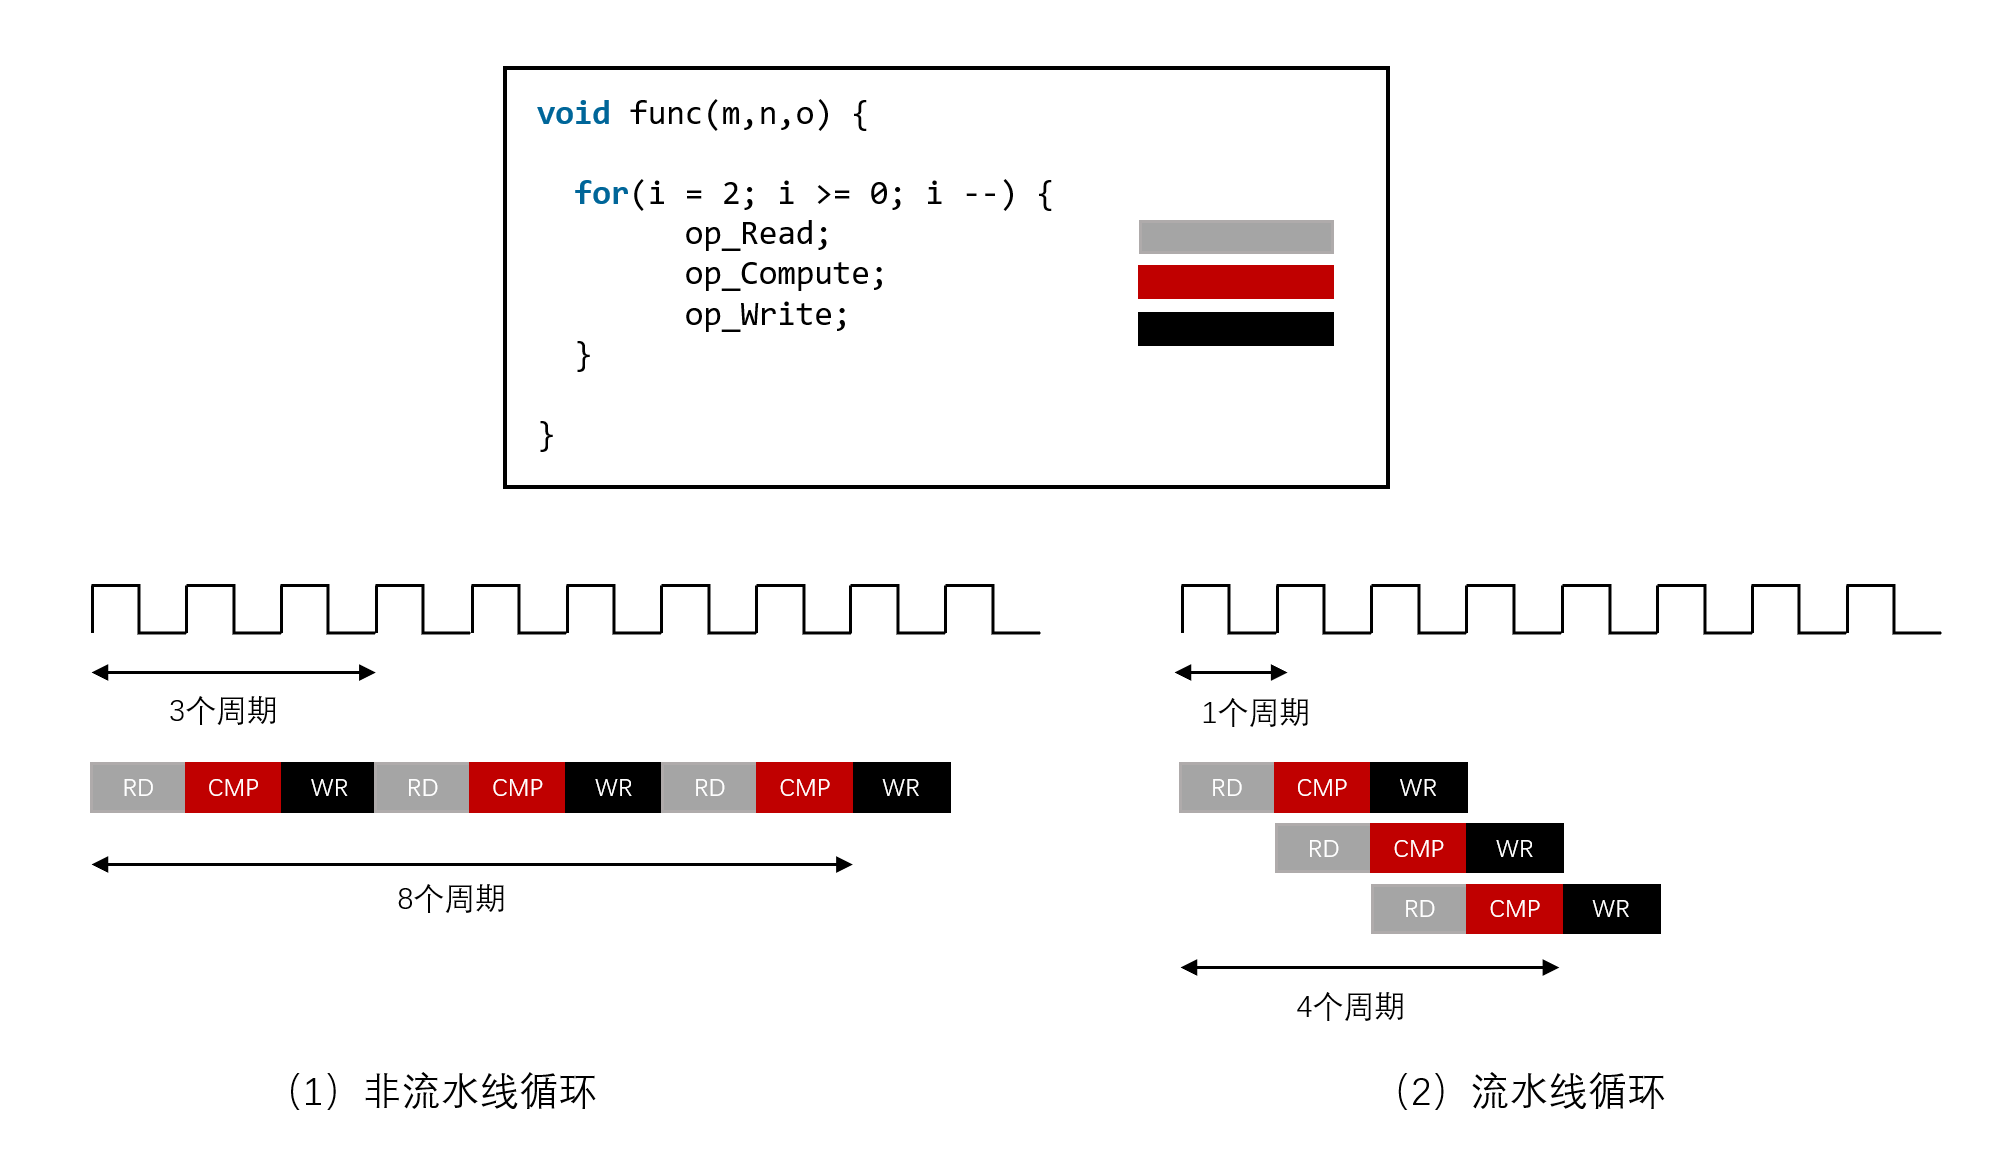 void func(m,n,o) {
for(i = 2; i >= 0; i --) {
op_Read;
op_Compute;
op_Write;
}
}
3个周期
RD CMP WR RD CMP WR RD CMP WR
8个周期
（1）非流水线循环
1个周期
RD CMP WR
RD CMP WR
RD CMP WR
4个周期
（2）流水线循环